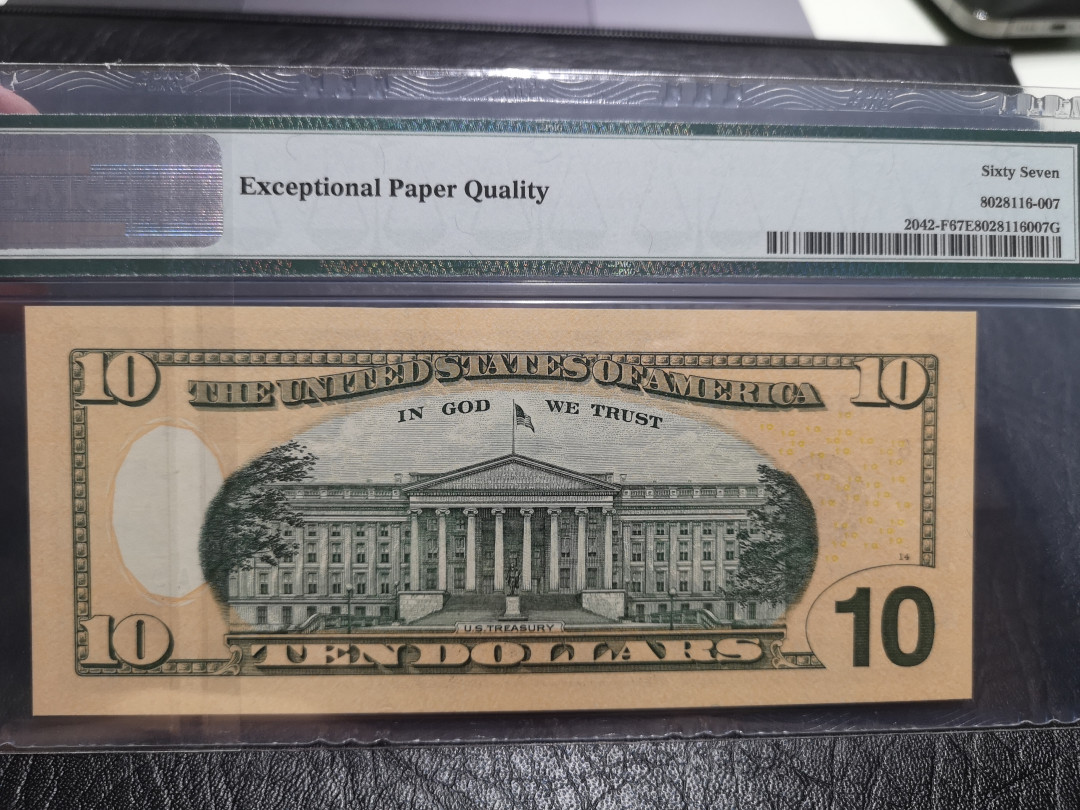 Exceptional Paper Quality
Sixty Seven
8028116-007
2042-F67E8028116007G
10
10
THE UNITED STATES OF AMERICA
IN GOD WE TRUST
14
U.S. TREASURY
10
TEN DOLLARS
10